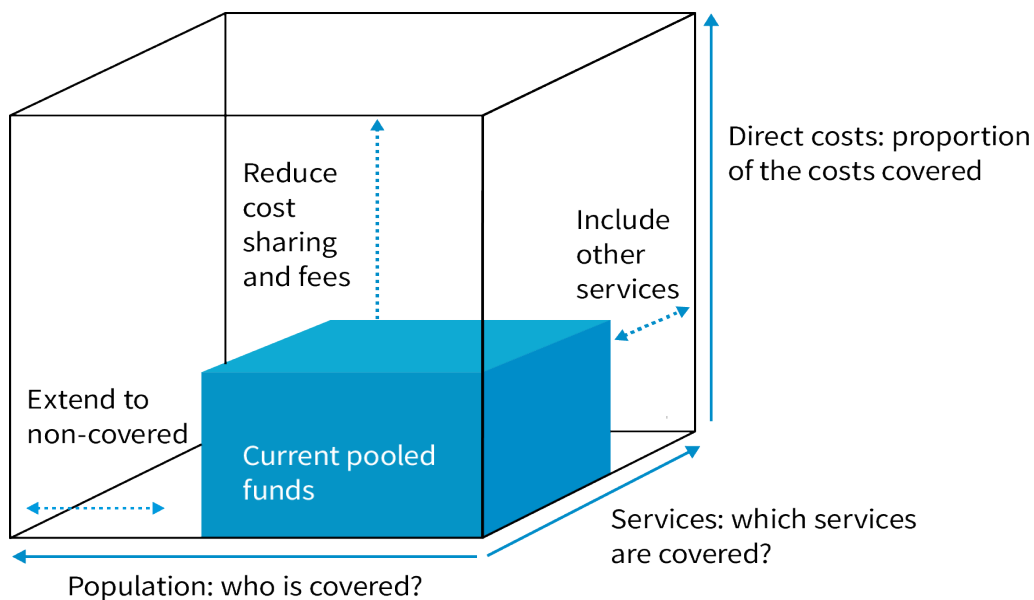 Direct costs: proportion
of the costs covered
Reduce
cost
sharing
and fees
Include
other
services
Extend to
non-covered
Current pooled
funds
Services: which services
are covered?
Population: who is covered?